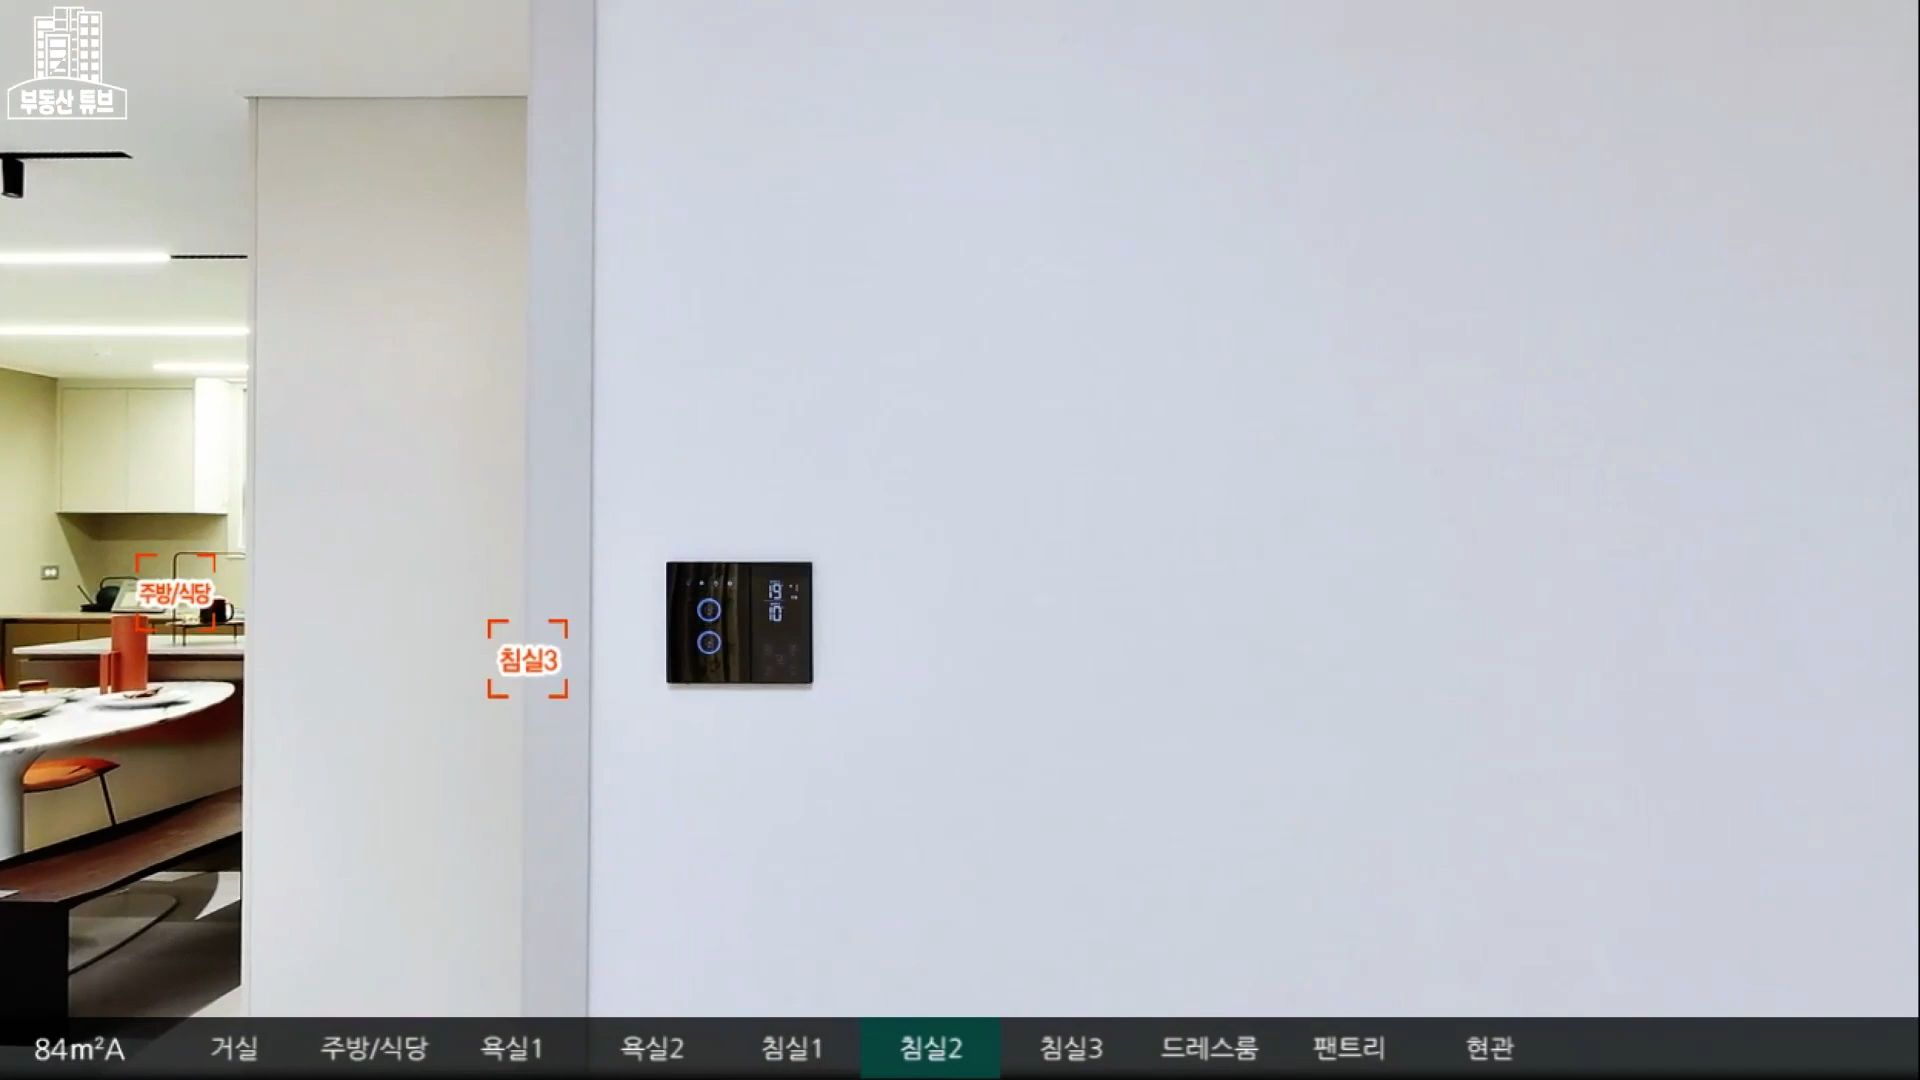 부동산 튜브
주방/식당
침실3
84m²A 거실 주방/식당 욕실1 욕실2 침실1 침실2 침실3 드레스룸 팬트리 현관